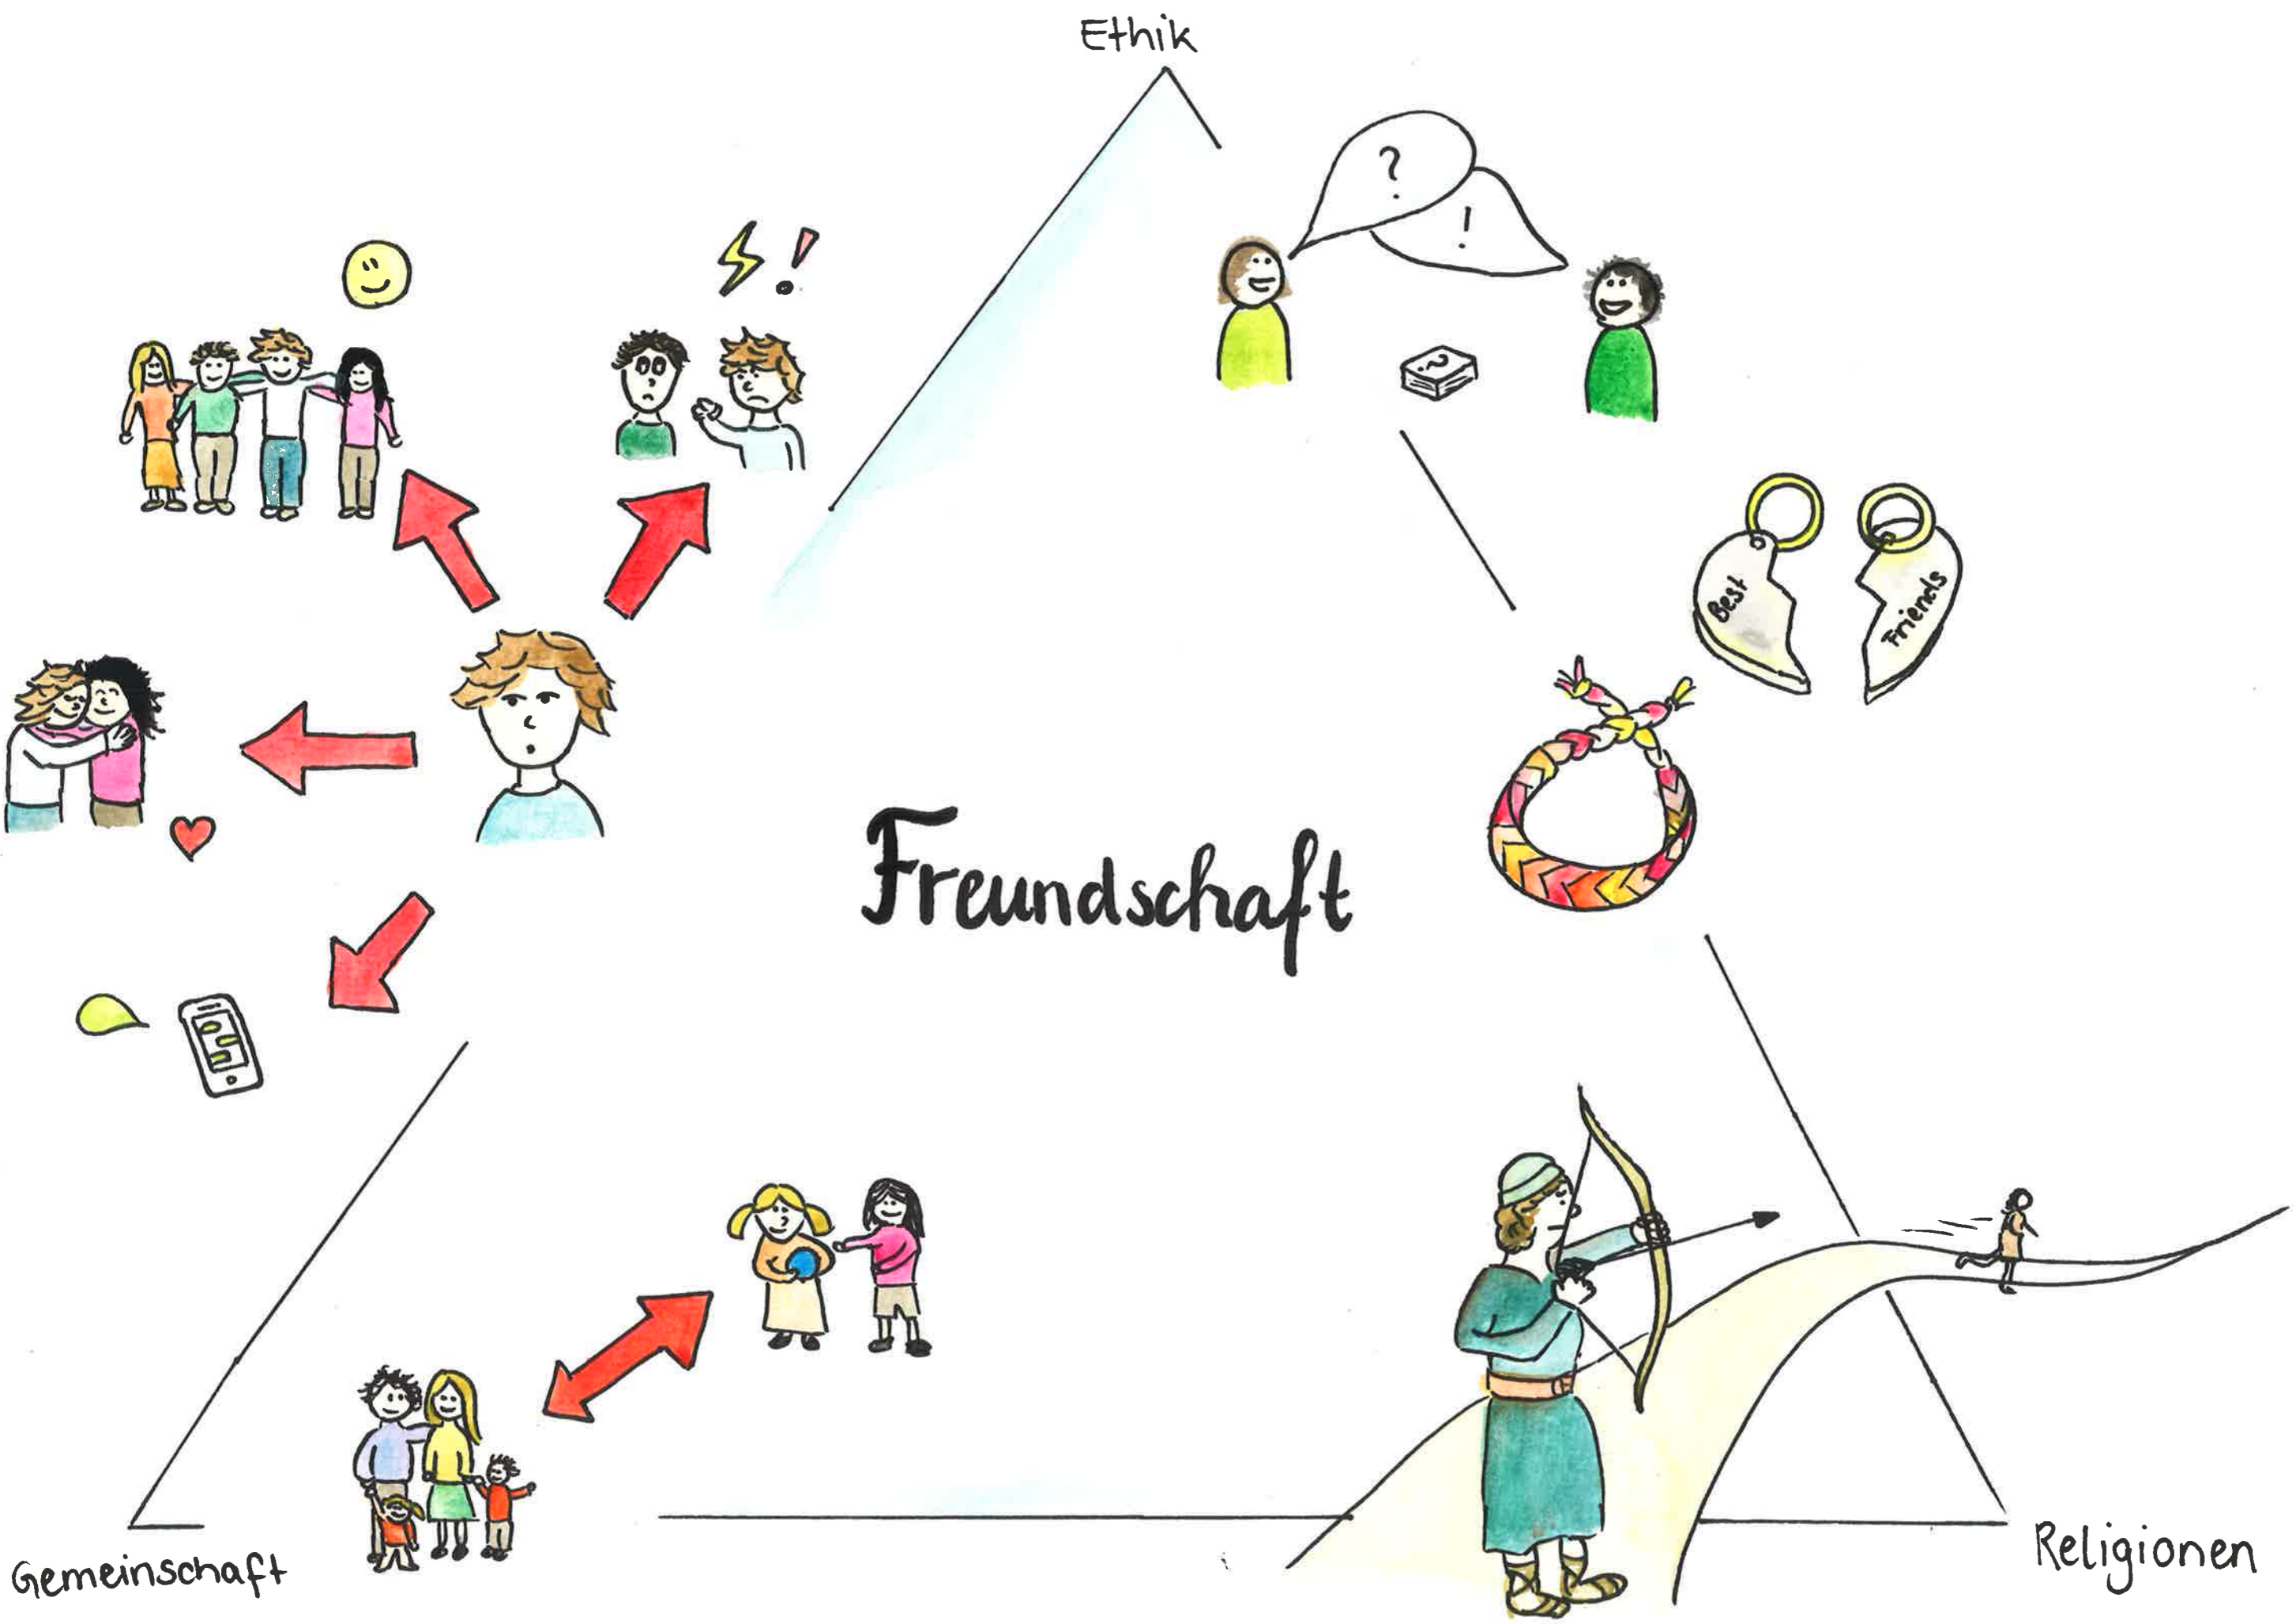 Ethik
?
!
⚡!
?
Best
Friends
Freundschaft
Gemeinschaft
Religionen